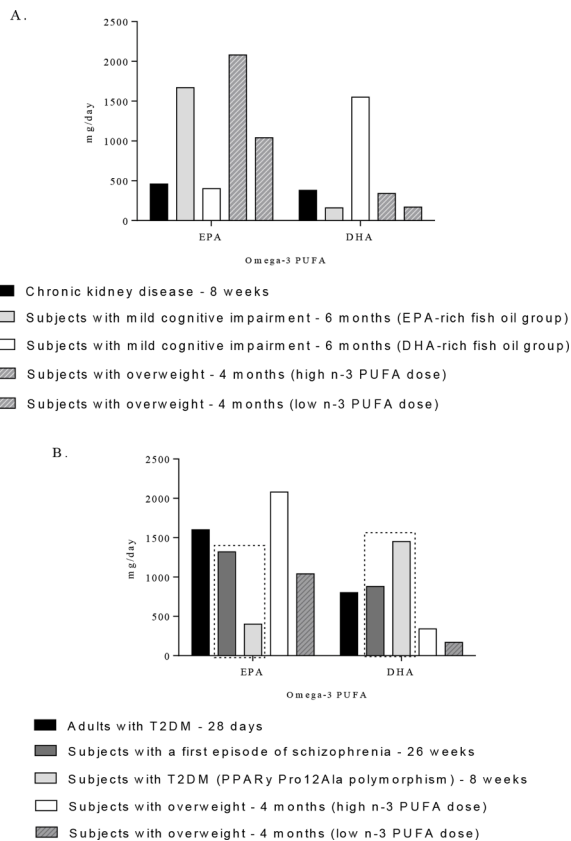 A.
2500
2000
1500
1000
500
0
mg/day
EPA
DHA
Omega-3 PUFA
Chronic kidney disease - 8 weeks
Subjects with mild cognitive impairment - 6 months (EPA-rich fish oil group)
Subjects with mild cognitive impairment - 6 months (DHA-rich fish oil group)
Subjects with overweight - 4 months (high n-3 PUFA dose)
Subjects with overweight - 4 months (low n-3 PUFA dose)
B.
2500
2000
1500
1000
500
0
mg/day
EPA
DHA
Omega-3 PUFA
Adults with T2DM - 28 days
Subjects with a first episode of schizophrenia - 26 weeks
Subjects with T2DM (PPARγ Pro12Ala polymorphism) - 8 weeks
Subjects with overweight - 4 months (high n-3 PUFA dose)
Subjects with overweight - 4 months (low n-3 PUFA dose)